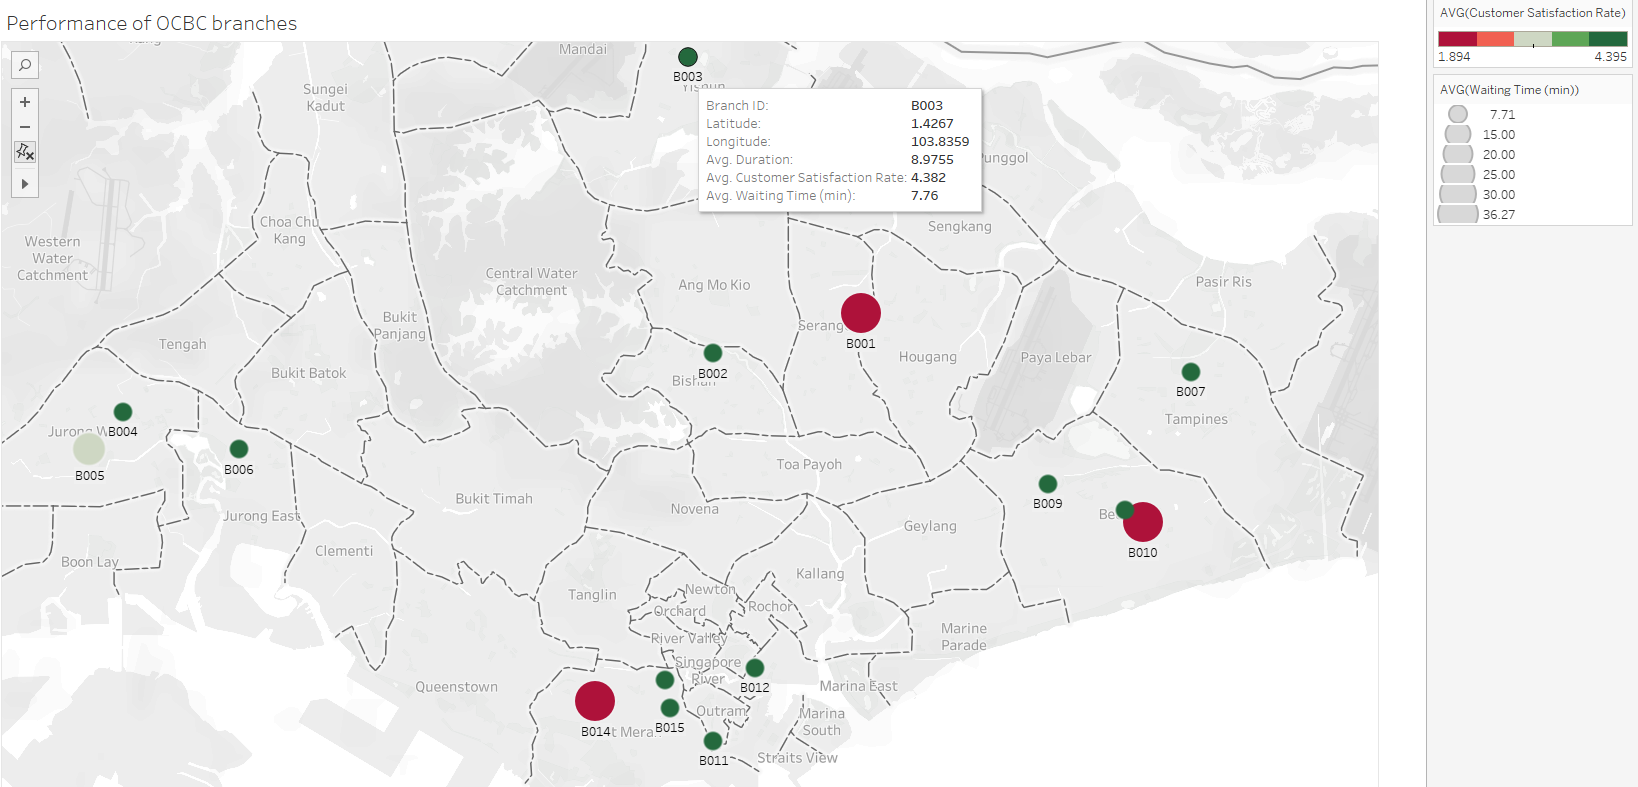 Performance of OCBC branches
AVG(Customer Satisfaction Rate)
1.894
4.395
AVG(Waiting Time (min))
7.71
15.00
20.00
25.00
30.00
36.27
Mandai
B003
Sungei
Kadut
Branch ID: B003
Latitude: 1.4267
Longitude: 103.8359
Avg. Duration: 8.9755
Avg. Customer Satisfaction Rate: 4.382
Avg. Waiting Time (min): 7.76
Choa Chu
Kang
Sengkang
Western
Water
Catchment
Central Water
Catchment
Ang Mo Kio
Pasir Ris
Bukit
Panjang
B001
Tengah
Hougang
Paya Lebar
Bukit Batok
B002
B007
Tampines
B004
B006
B005
Toa Payoh
Bukit Timah
B009
Novena
Jurong East
Geylang
Clementi
B010
Boon Lay
Kallang
Tanglin
Newton
Orchard
Rochor
River Valley
Marine
Parade
Singapore
River
Queenstown
B012
Marina East
Outram
Marina
South
B014
B015
B011
Straits View